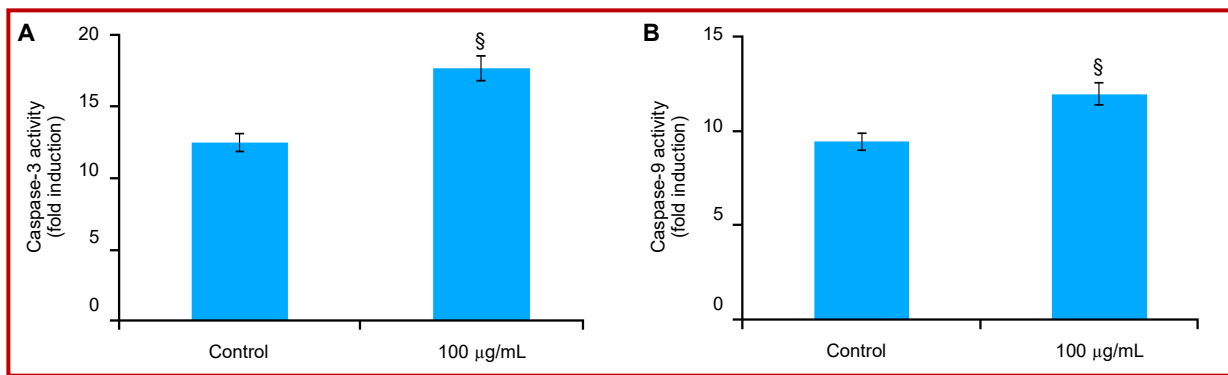 A
20
15
10
5
0
Caspase-3 activity
(fold induction)
§
Control
100 μg/mL
B
15
10
5
0
Caspase-9 activity
(fold induction)
§
Control
100 μg/mL